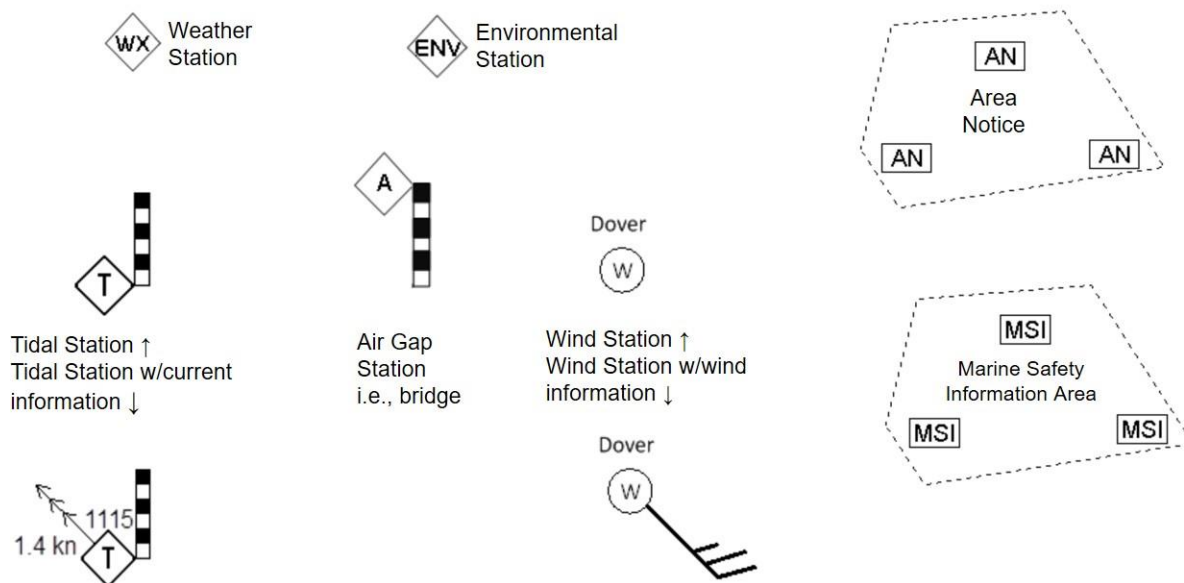 WX
Weather
Station
ENV
Environmental
Station
AN
Area
Notice
AN
AN
A
Dover
W
T
Tidal Station ↑
Tidal Station w/current
information ↓
Air Gap
Station
i.e., bridge
Wind Station ↑
Wind Station w/wind
information ↓
MSI
Marine Safety
Information Area
MSI
MSI
Dover
W
1115
1.4 kn
T